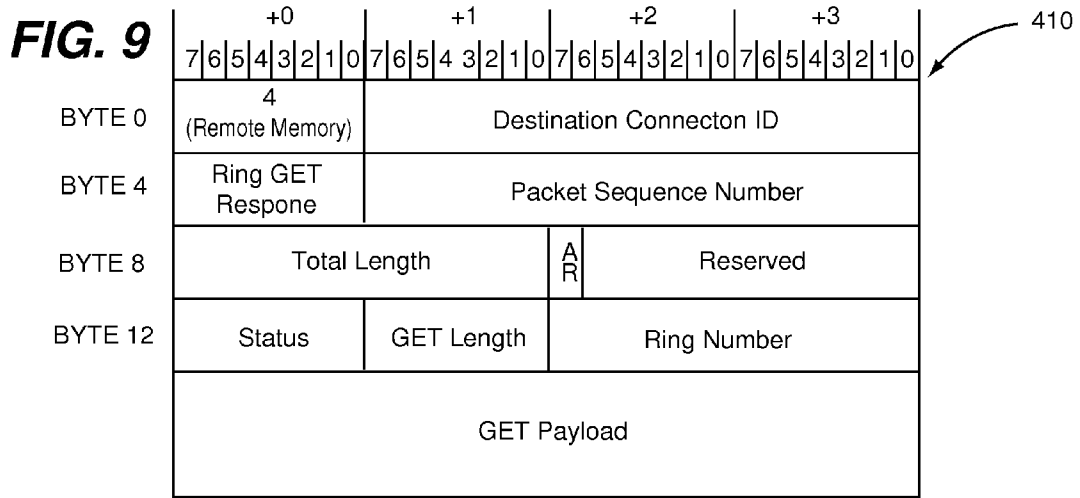 FIG. 9
+0 +1 +2 +3
410
7 6 5 4 3 2 1 0 7 6 5 4 3 2 1 0 7 6 5 4 3 2 1 0 7 6 5 4 3 2 1 0
BYTE 0
4
(Remote Memory)
Destination Connecton ID
BYTE 4
Ring GET
Respone
Packet Sequence Number
BYTE 8
Total Length
A
R
Reserved
BYTE 12
Status
GET Length
Ring Number
GET Payload